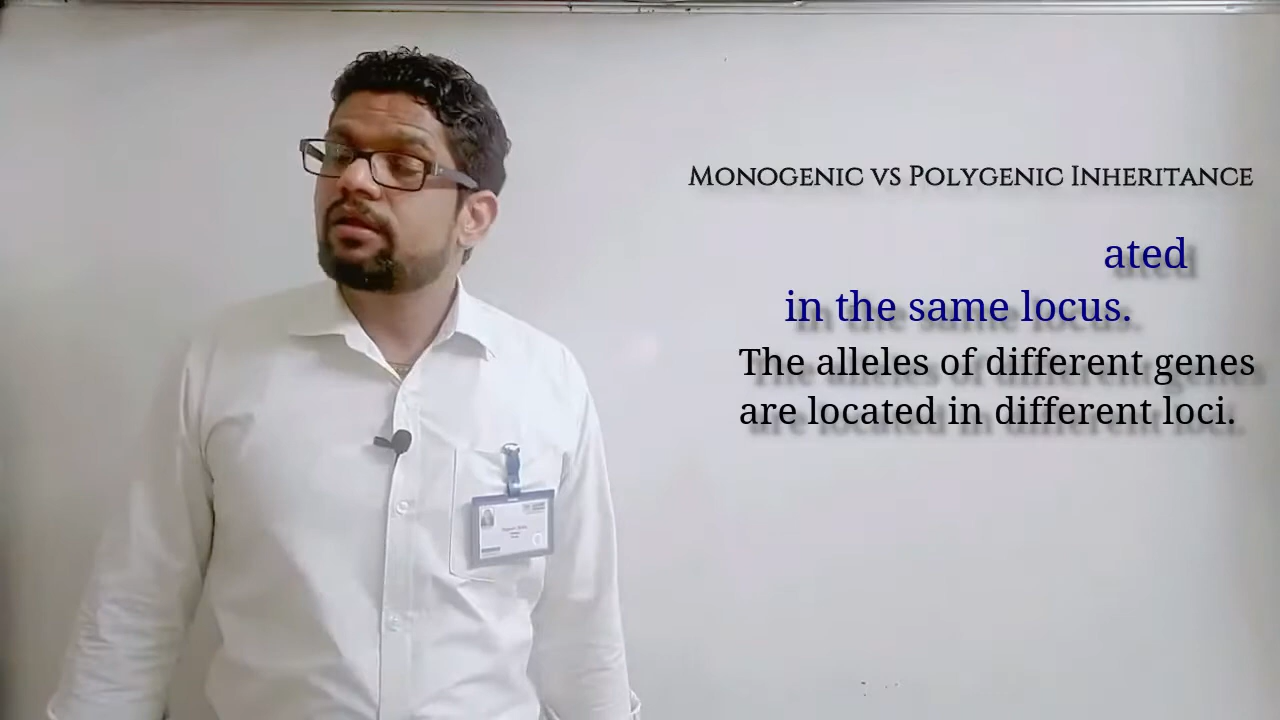 Monogenic vs Polygenic Inheritance
ated
in the same locus.
The alleles of different genes
are located in different loci.